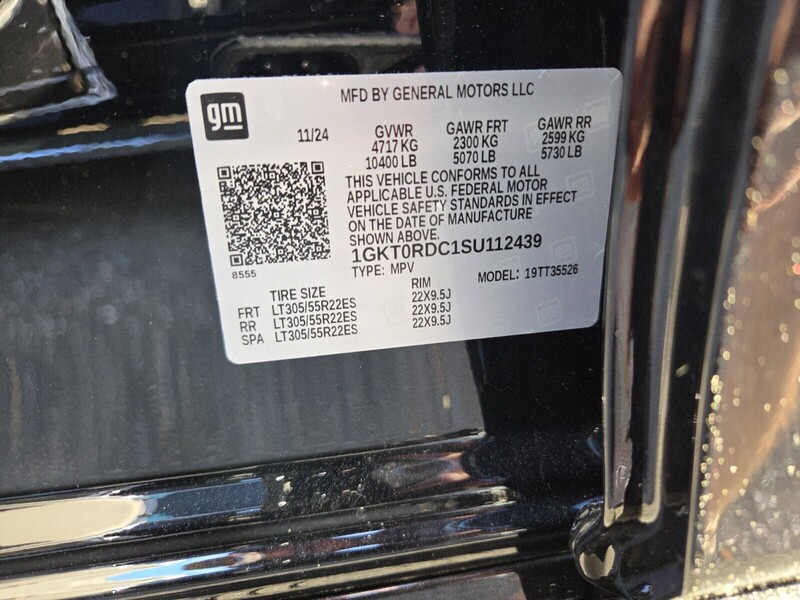 gm
MFD BY GENERAL MOTORS LLC
11/24 GVWR GAWR FRT GAWR RR
4717 KG 2300 KG 2599 KG
10400 LB 5070 LB 5730 LB
THIS VEHICLE CONFORMS TO ALL
APPLICABLE U.S. FEDERAL MOTOR
VEHICLE SAFETY STANDARDS IN EFFECT
ON THE DATE OF MANUFACTURE
SHOWN ABOVE.
1GKT0RDC1SU112439
8555
TYPE: MPV MODEL: 19TT35526
TIRE SIZE RIM
FRT LT305/55R22ES 22X9.5J
RR LT305/55R22ES 22X9.5J
SPA LT305/55R22ES 22X9.5J